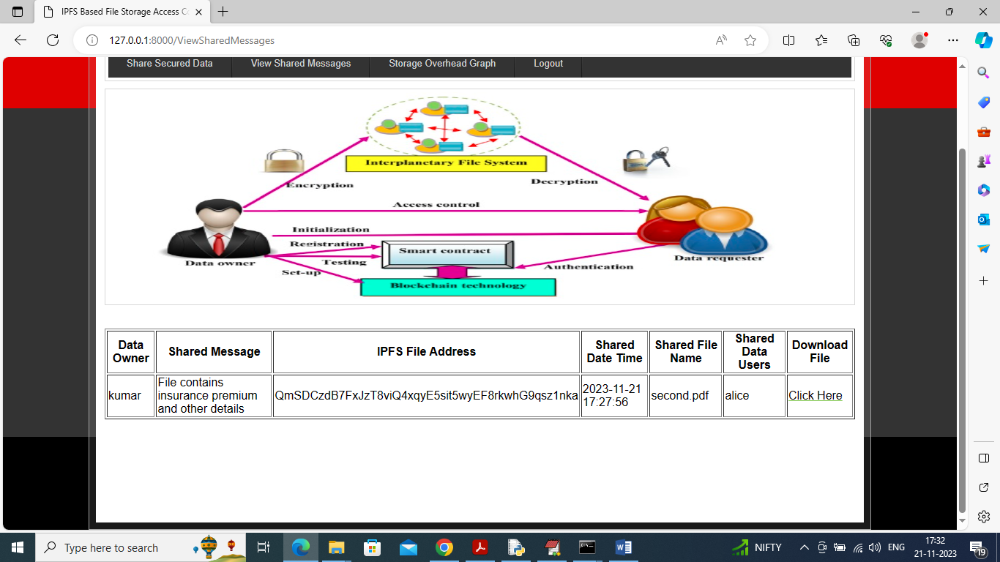 IPFS Based File Storage Access C
127.0.0.1:8000/ViewSharedMessages
Share Secured Data
View Shared Messages
Storage Overhead Graph
Logout
Interplanetary File System
Encryption
Decryption
Access control
Initialization
Registration
Smart contract
Testing
Data owner
Set-up
Authentication
Data requester
Blockchain technology
Data Owner
Shared Message
IPFS File Address
Shared Date Time
Shared File Name
Shared Data Users
Download File
kumar
File contains
insurance premium
and other details
QmSDCzdB7FxJzT8viQ4xqyE5sit5wyEF8rkwhG9qsz1nka
2023-11-21
17:27:56
second.pdf
alice
Click Here
Type here to search
NIFTY
ENG
17:32
21-11-2023
19